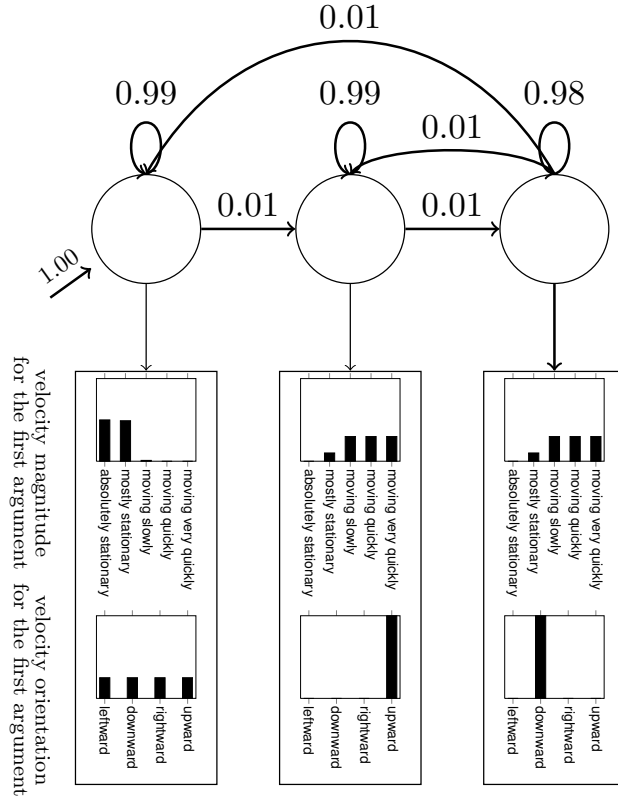 0.01
0.99
0.99
0.98
0.01
0.01
0.01
1.00
velocity magnitude
for the first argument
absolutely stationary
mostly stationary
moving slowly
moving quickly
moving very quickly
absolutely stationary
mostly stationary
moving slowly
moving quickly
moving very quickly
absolutely stationary
mostly stationary
moving slowly
moving quickly
moving very quickly
velocity orientation
for the first argument
leftward
downward
rightward
upward
leftward
downward
rightward
upward
leftward
downward
rightward
upward